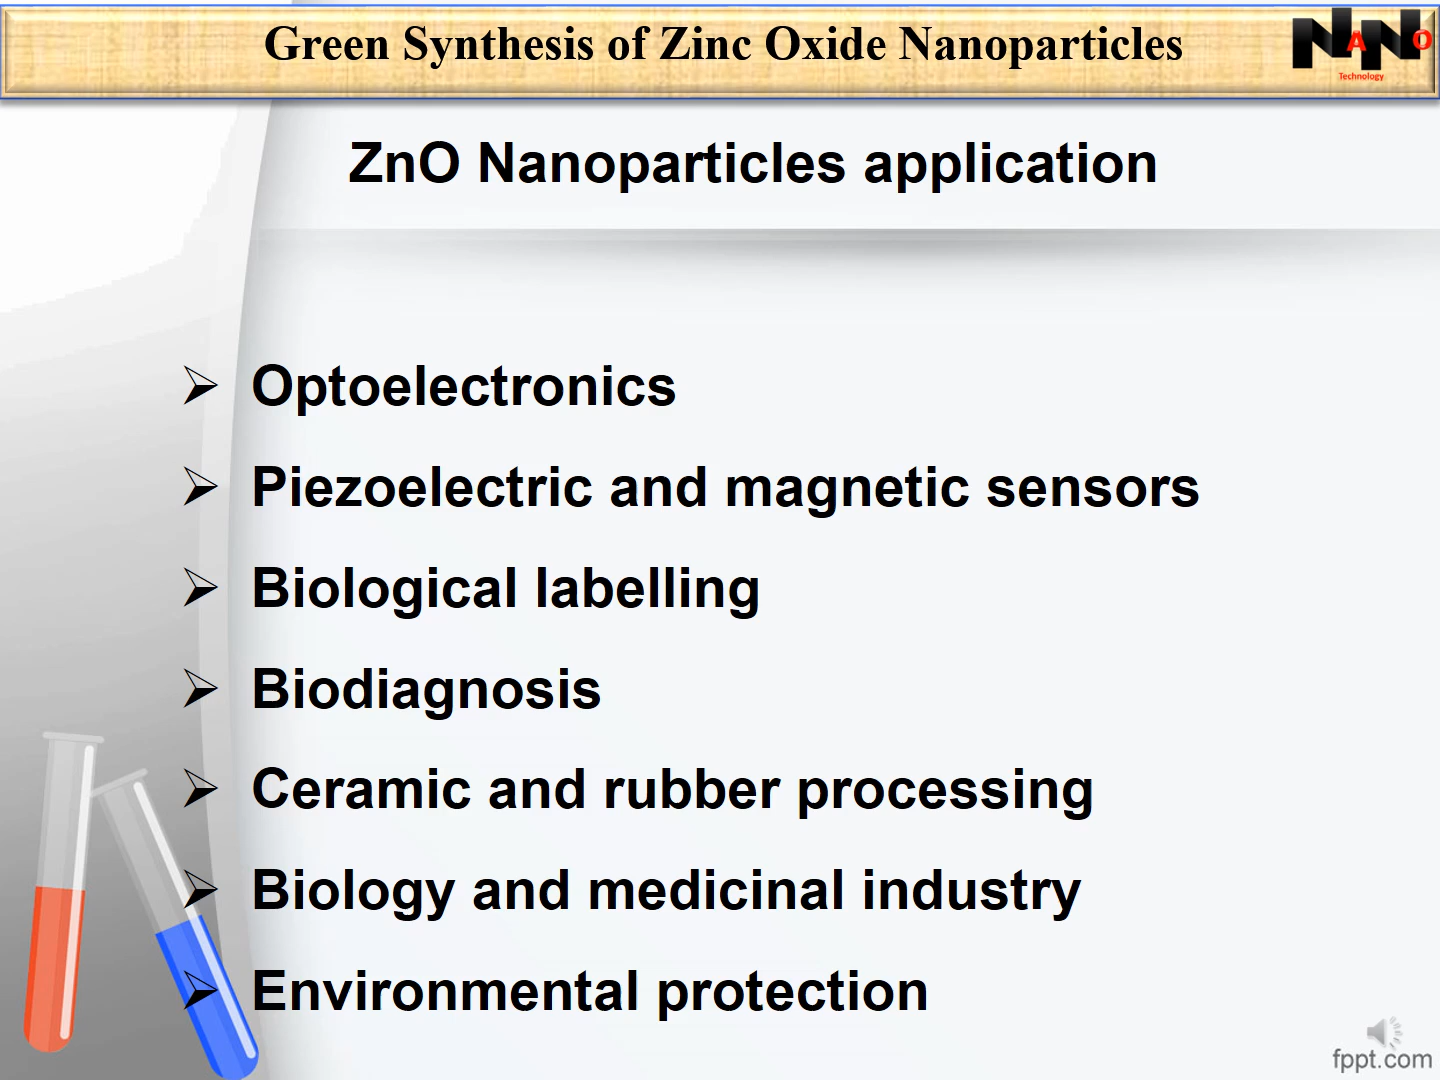 Green Synthesis of Zinc Oxide Nanoparticles
NANO
Technology
ZnO Nanoparticles application
➢ Optoelectronics
➢ Piezoelectric and magnetic sensors
➢ Biological labelling
➢ Biodiagnosis
➢ Ceramic and rubber processing
➢ Biology and medicinal industry
➢ Environmental protection
fppt.com